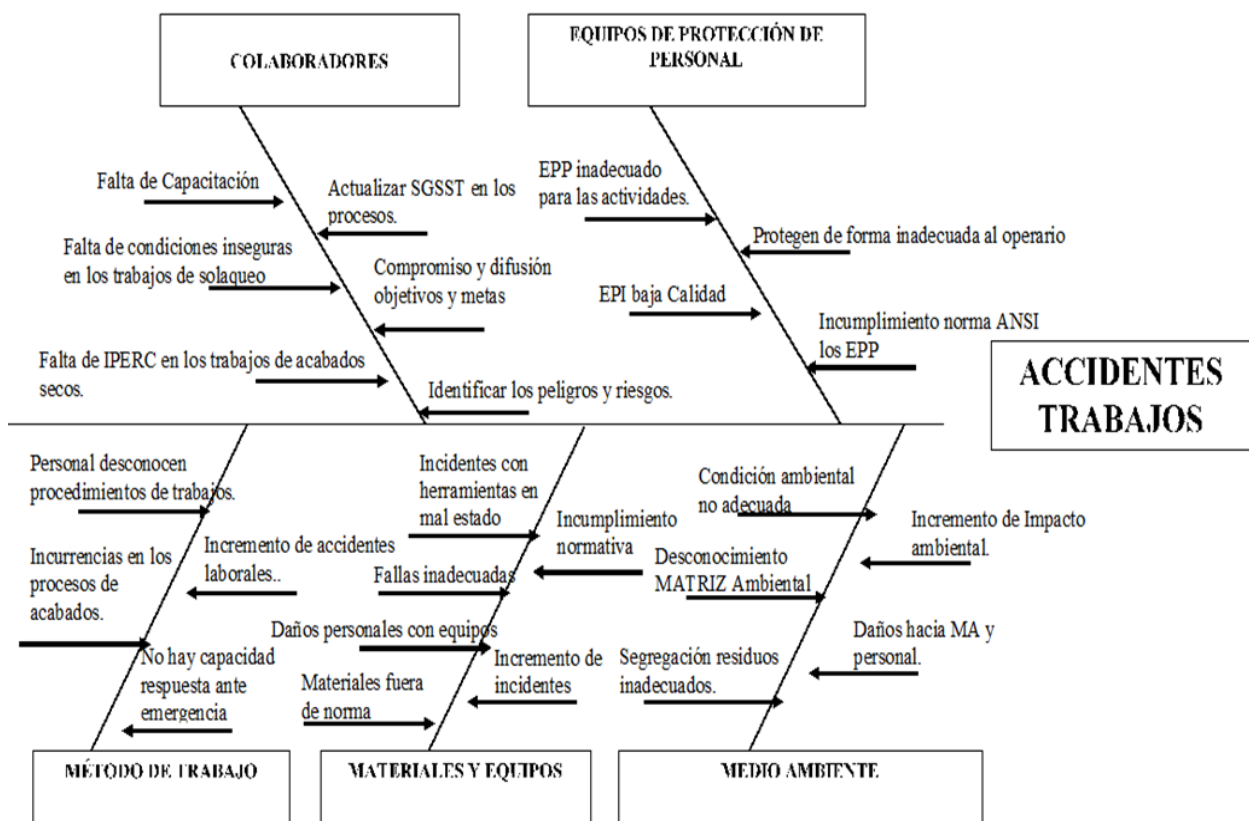 COLABORADORES
EQUIPOS DE PROTECCIÓN DE
PERSONAL
Falta de Capacitación
Actualizar SGSST en los
procesos.
Falta de condiciones inseguras
en los trabajos de solaqueo
Compromiso y difusión
objetivos y metas
Falta de IPERC en los trabajos de acabados
secos.
Identificar los peligros y riesgos.
EPP inadecuado
para las actividades.
Protegen de forma inadecuada al operario
EPI baja Calidad
Incumplimiento norma ANSI
los EPP
ACCIDENTES
TRABAJOS
Personal desconocen
procedimientos de trabajos.
Incurrencias en los
procesos de
acabados.
Incremento de accidentes
laborales..
No hay capacidad
respuesta ante
emergencia
Incidentes con
herramientas en
mal estado
Incumplimiento
normativa
Fallas inadecuadas
Daños personales con equipos
Incremento de
incidentes
Materiales fuera
de norma
Condición ambiental
no adecuada
Incremento de Impacto
ambiental.
Desconocimiento
MATRIZ Ambiental
Daños hacia MA y
personal.
Segregación residuos
inadecuados.
MÉTODO DE TRABAJO
MATERIALES Y EQUIPOS
MEDIO AMBIENTE